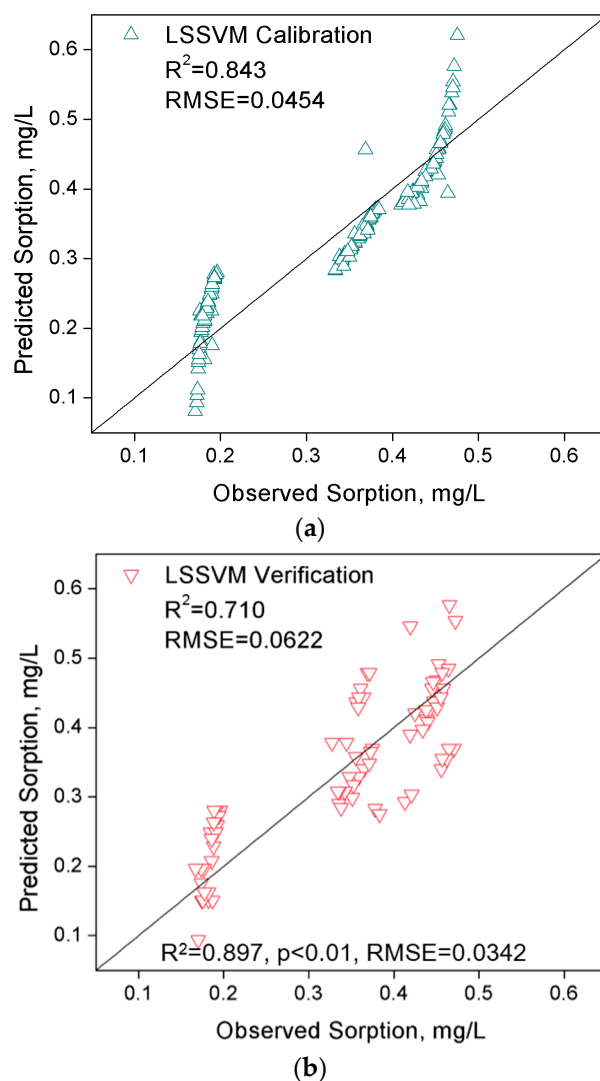 LSSVM Calibration
R²=0.843
RMSE=0.0454
0.6
0.5
0.4
0.3
0.2
0.1
Predicted Sorption, mg/L
0.1 0.2 0.3 0.4 0.5 0.6
Observed Sorption, mg/L
(a)
LSSVM Verification
R²=0.710
RMSE=0.0622
0.6
0.5
0.4
0.3
0.2
0.1
Predicted Sorption, mg/L
R²=0.897, p<0.01, RMSE=0.0342
0.1 0.2 0.3 0.4 0.5 0.6
Observed Sorption, mg/L
(b)